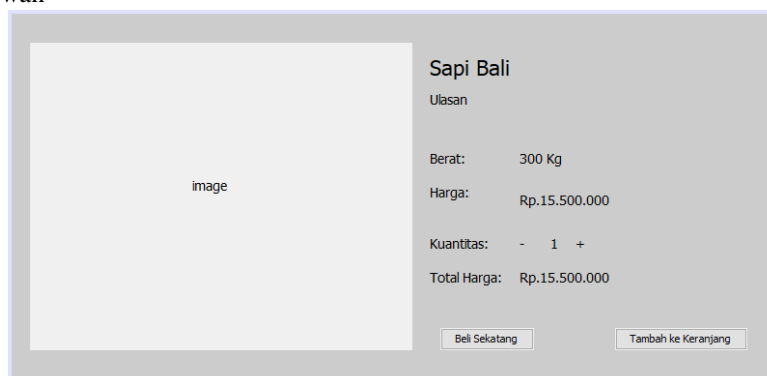 Sapi Bali
Ulasan
image
Berat: 300 Kg
Harga: Rp.15.500.000
Kuantitas: - 1 +
Total Harga: Rp.15.500.000
Beli Sekatang Tambah ke Keranjang